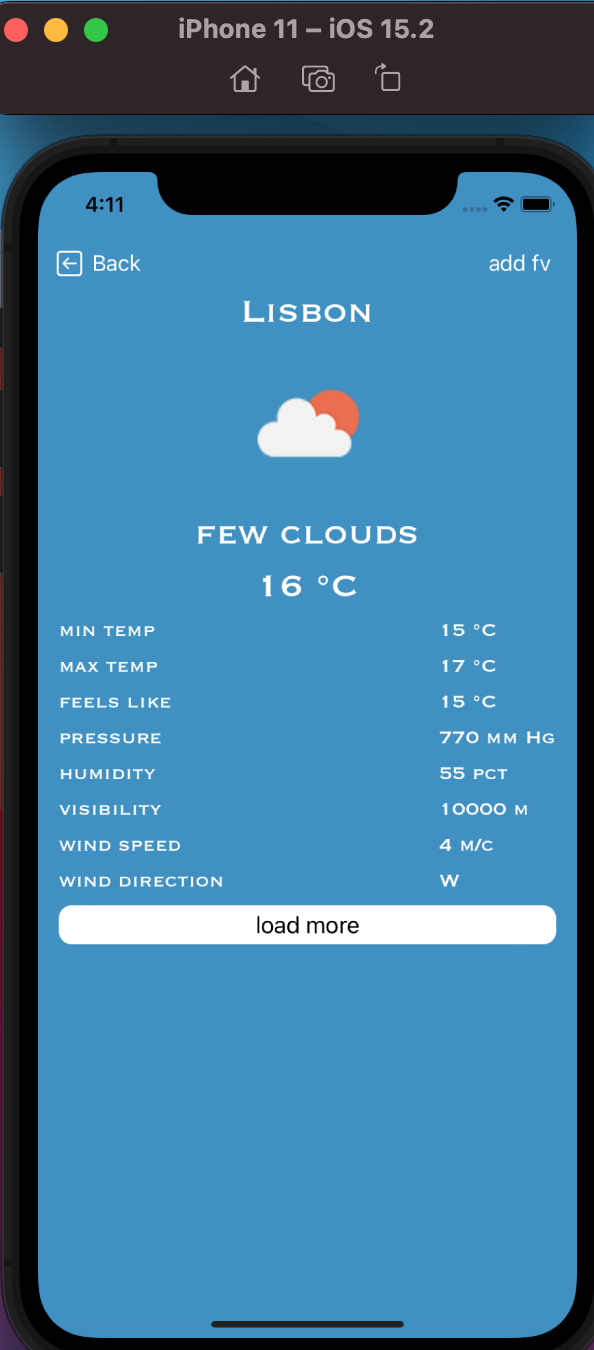 iPhone 11 – iOS 15.2
4:11
Back add fv
Lisbon
FEW CLOUDS
16 °C
MIN TEMP 15 °C
MAX TEMP 17 °C
FEELS LIKE 15 °C
PRESSURE 770 MM HG
HUMIDITY 55 PCT
VISIBILITY 10000 M
WIND SPEED 4 M/C
WIND DIRECTION W
load more